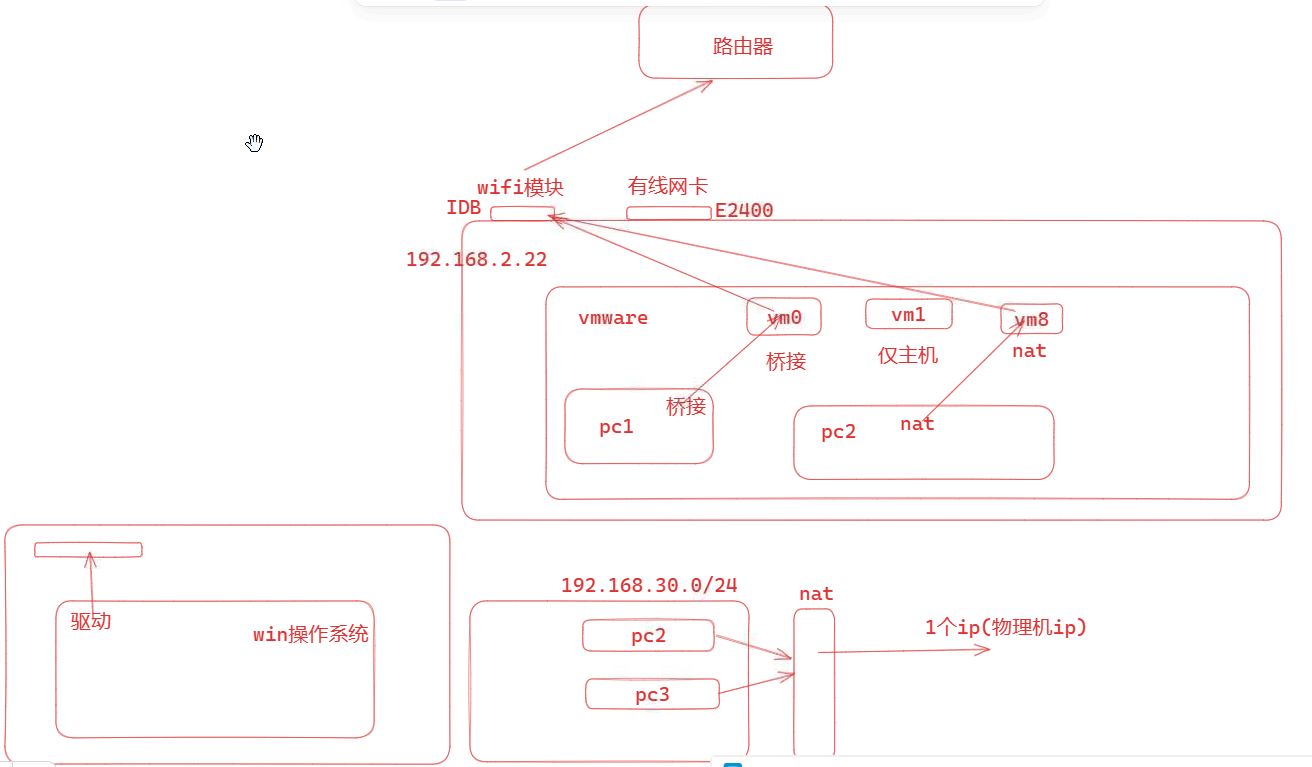 路由器
wifi模块
有线网卡
IDB
E2400
192.168.2.22
vmware
vm0
vm1
vm8
桥接
仅主机
nat
桥接
pc1
pc2
nat
驱动
win操作系统
192.168.30.0/24
nat
pc2
1个ip(物理机ip)
pc3